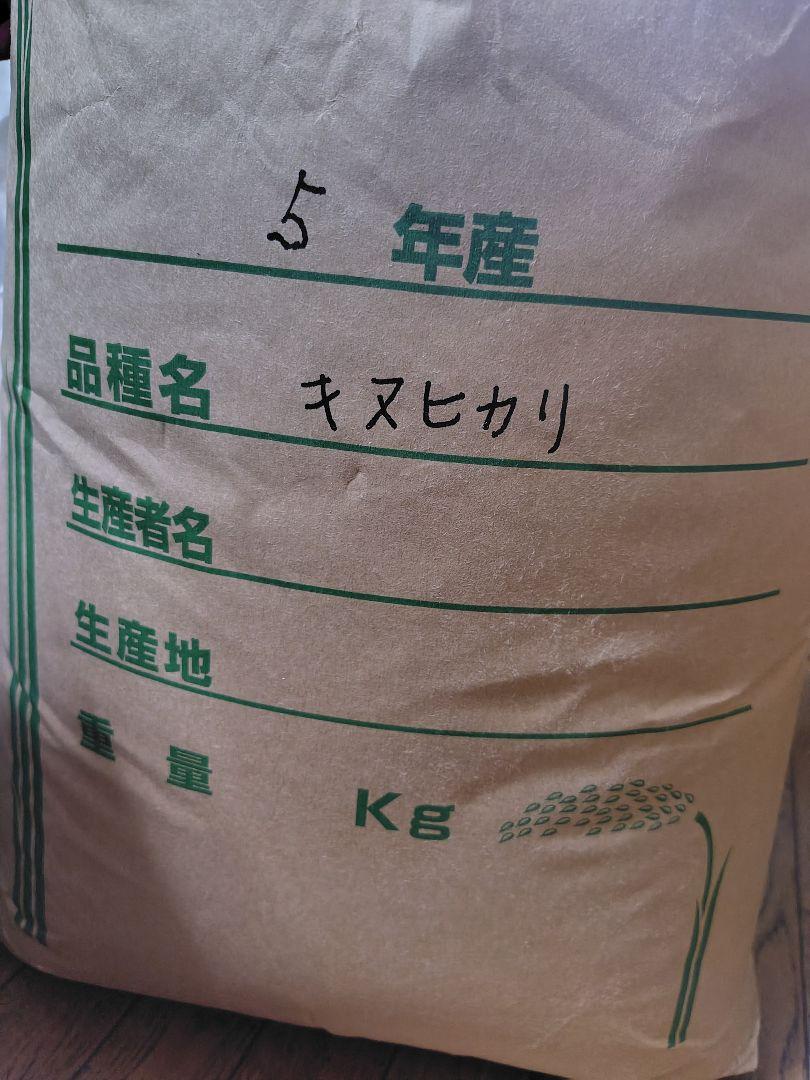 5 年産
品種名 キヌヒカリ
生産者名
生産地
重量 Kg